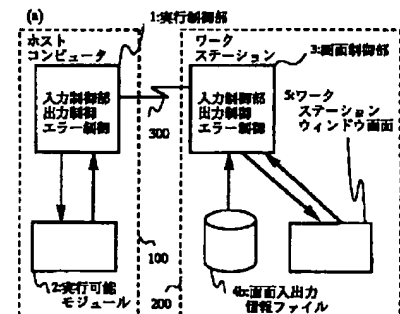 (a)
1:実行制御部
ホスト
コンピュータ
ワーク
ステーション
3:画面制御部
入力制御部
出力制御
エラー制御
300
入力制御部
出力制御
エラー制御
5:ワーク
ステーション
ウィンドウ画面
100
2:実行可能
モジュール
200
4b:画面入出力
情報ファイル